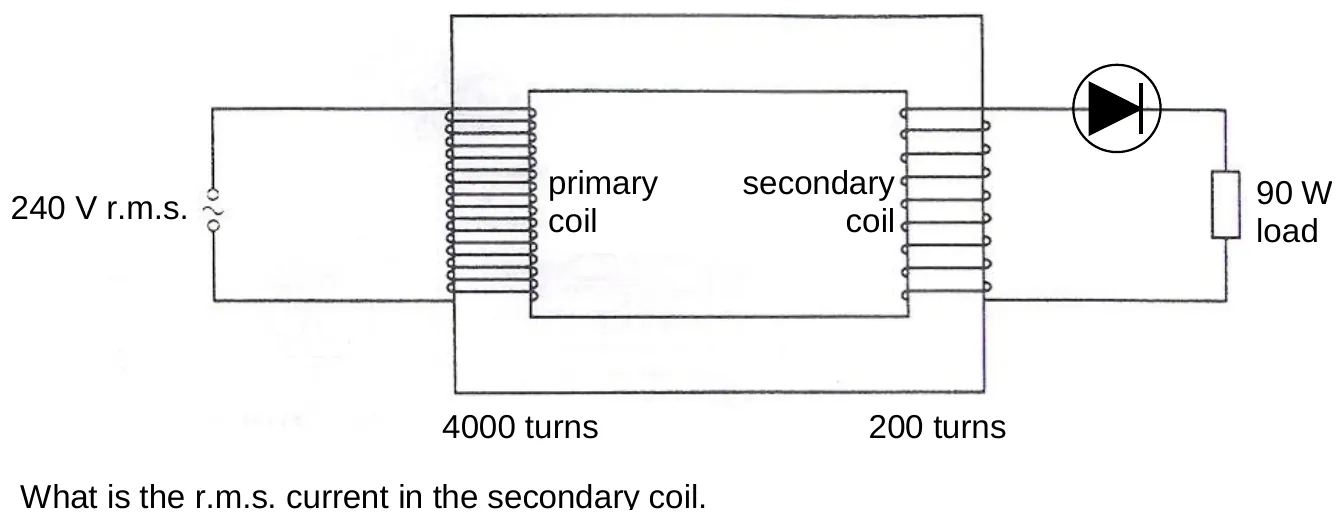 240 V r.m.s.
primary
coil
secondary
coil
90 W
load
4000 turns
200 turns
What is the r.m.s. current in the secondary coil.